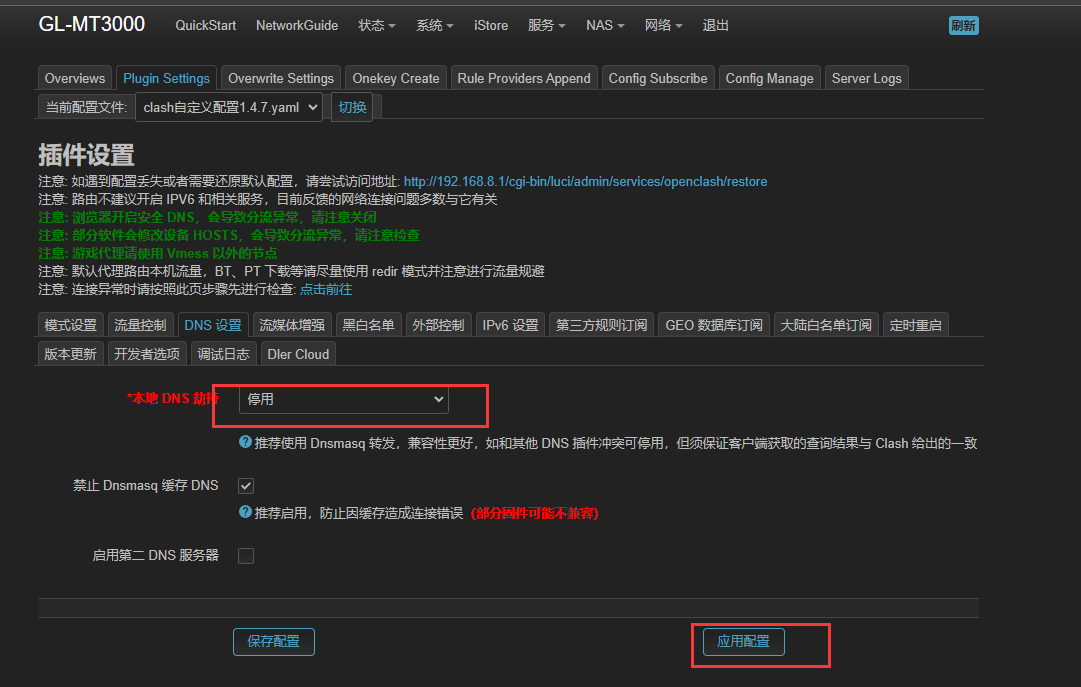 GL-MT3000 QuickStart NetworkGuide 状态 系统 iStore 服务 NAS 网络 退出 刷新
Overviews Plugin Settings Overwrite Settings Onekey Create Rule Providers Append Config Subscribe Config Manage Server Logs
当前配置文件: clash自定义配置1.4.7.yaml 切换
插件设置
注意: 如遇到配置丢失或者需要还原默认配置，请尝试访问地址: http://192.168.8.1/cgi-bin/luci/admin/services/openclash/restore
注意: 路由不建议开启 IPV6 和相关服务，目前反馈的网络连接问题多数与它有关
注意: 浏览器开启安全 DNS，会导致分流异常，请注意关闭
注意: 部分软件会修改设备 HOSTS，会导致分流异常，请注意检查
注意: 游戏代理请使用 Vmess 以外的节点
注意: 默认代理路由本机流量，BT、PT 下载等请尽量使用 redir 模式并注意进行流量规避
注意: 连接异常时请按照此页步骤先进行检查: 点击前往
模式设置 流量控制 DNS 设置 流媒体增强 黑白名单 外部控制 IPv6 设置 第三方规则订阅 GEO 数据库订阅 大陆白名单订阅 定时重启
版本更新 开发者选项 调试日志 Dler Cloud
*本地 DNS 劫持 停用
推荐使用 Dnsmasq 转发，兼容性更好，如和其他 DNS 插件冲突可停用，但须保证客户端获取的查询结果与 Clash 给出的一致
禁止 Dnsmasq 缓存 DNS
推荐启用，防止因缓存造成连接错误（部分固件可能不兼容）
启用第二 DNS 服务器
保存配置 应用配置